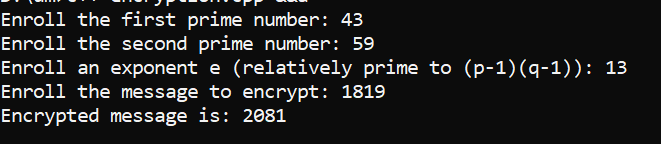 Enroll the first prime number: 43
Enroll the second prime number: 59
Enroll an exponent e (relatively prime to (p-1)(q-1)): 13
Enroll the message to encrypt: 1819
Encrypted message is: 2081